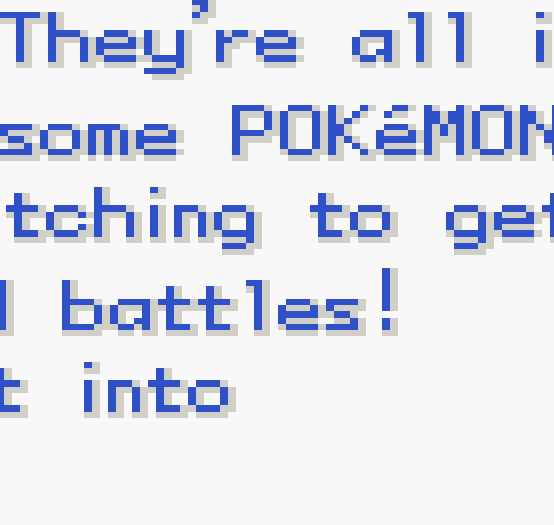 They're all i
some POKéMON
tching to get
l battles!
t into